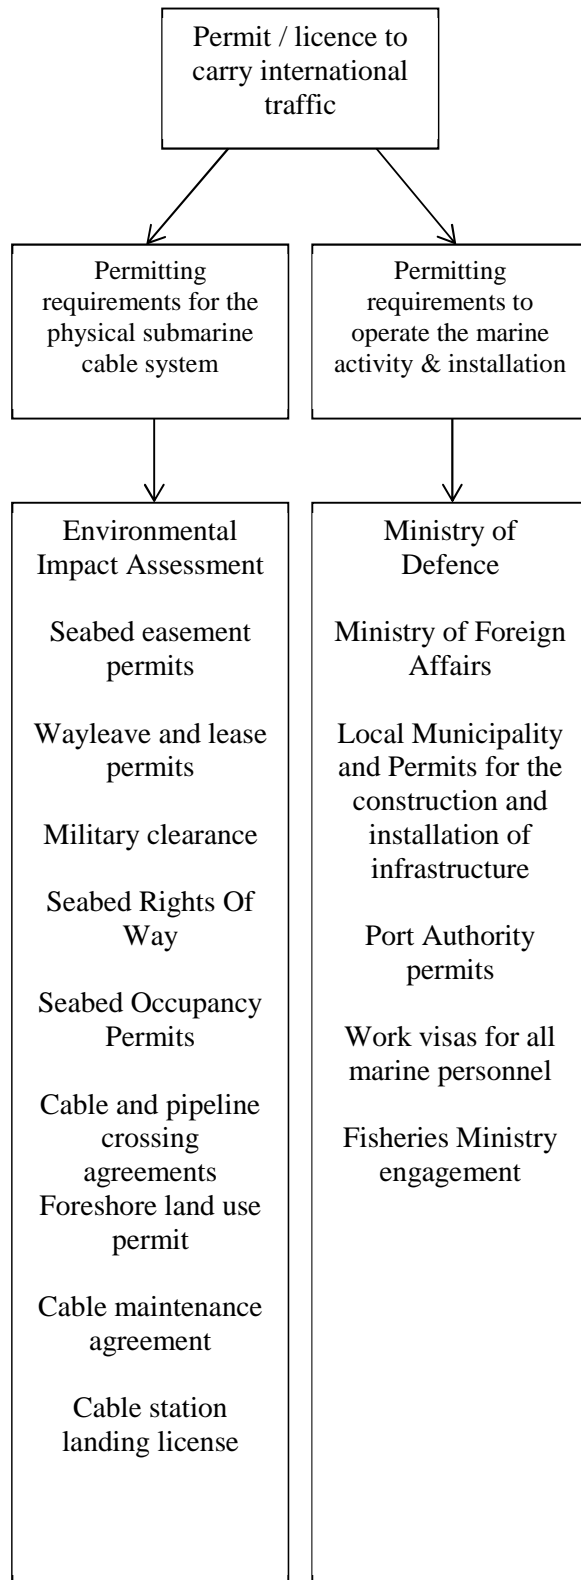 Permit / licence to
carry international
traffic
Permitting
requirements for the
physical submarine
cable system
Permitting
requirements to
operate the marine
activity & installation
Environmental
Impact Assessment
Seabed easement
permits
Wayleave and lease
permits
Military clearance
Seabed Rights Of
Way
Seabed Occupancy
Permits
Cable and pipeline
crossing
agreements
Foreshore land use
permit
Cable maintenance
agreement
Cable station
landing license
Ministry of
Defence
Ministry of Foreign
Affairs
Local Municipality
and Permits for the
construction and
installation of
infrastructure
Port Authority
permits
Work visas for all
marine personnel
Fisheries Ministry
engagement